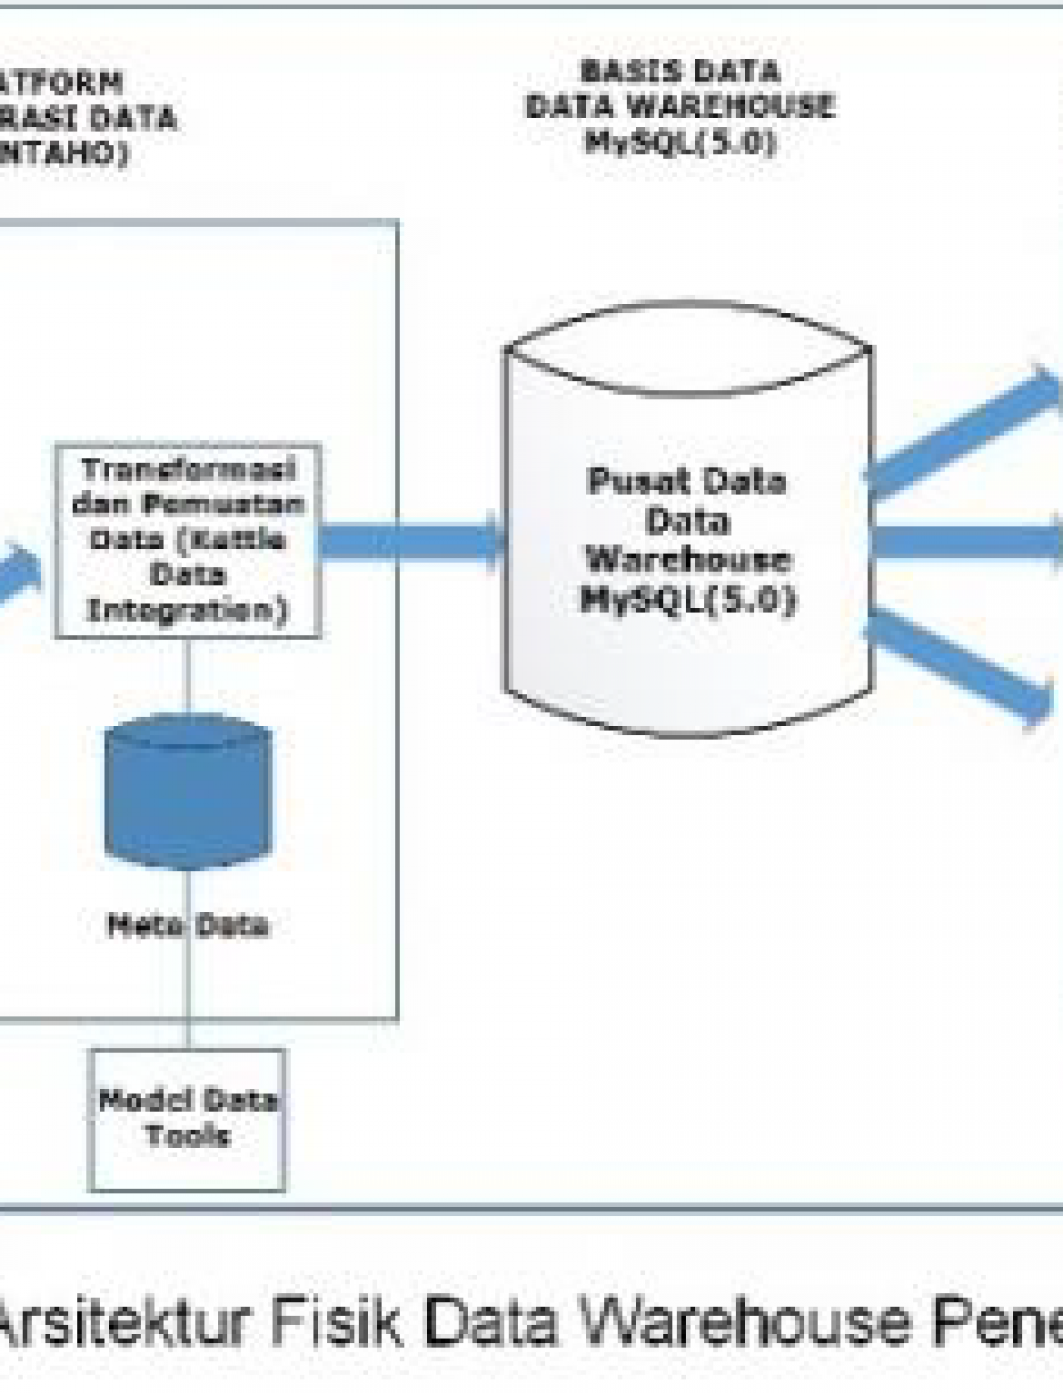 ATFORM
RASI DATA
NTAHO)
BASIS DATA
DATA WAREHOUSE
MySQL(5.0)
Transformasi
dan Pemuatan
Data (Kettle
Data
Integration)
Pusat Data
Data
Warehouse
MySQL(5.0)
Meta Data
Model Data
Tools
Arsitektur Fisik Data Warehouse Pene